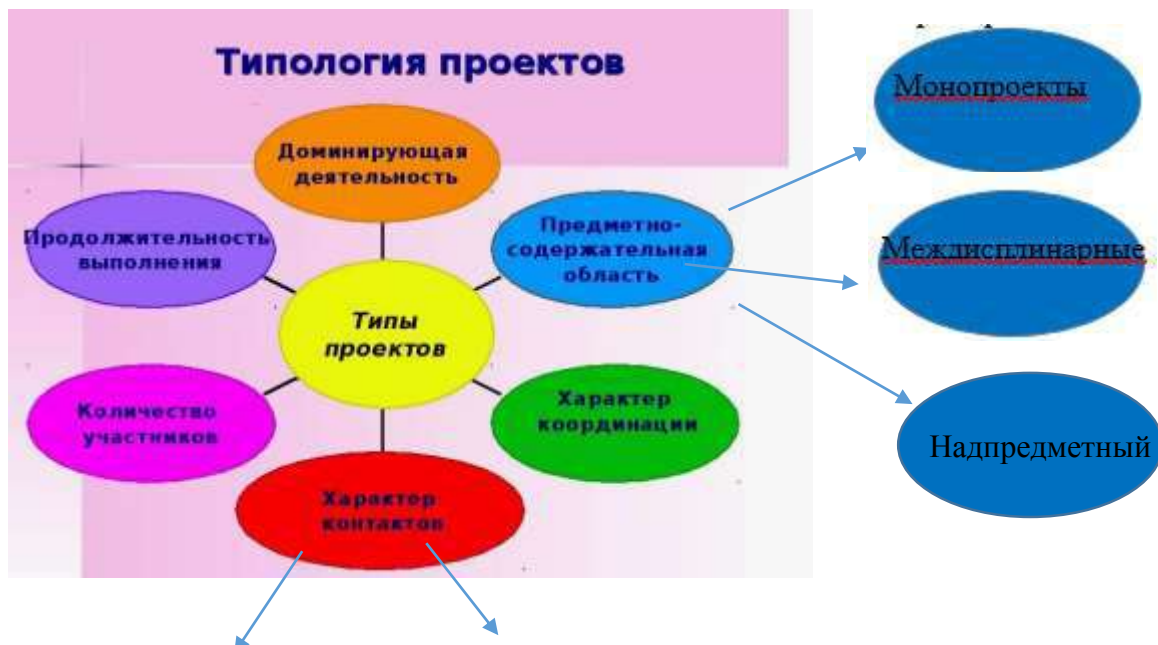 Типология проектов
Доминирующая
деятельность
Продолжительность
выполнения
Предметно-
содержательная
область
Типы
проектов
Количество
участников
Характер
координации
Характер
контактов
Монопроекты
Междисплинарные
Надпредметный